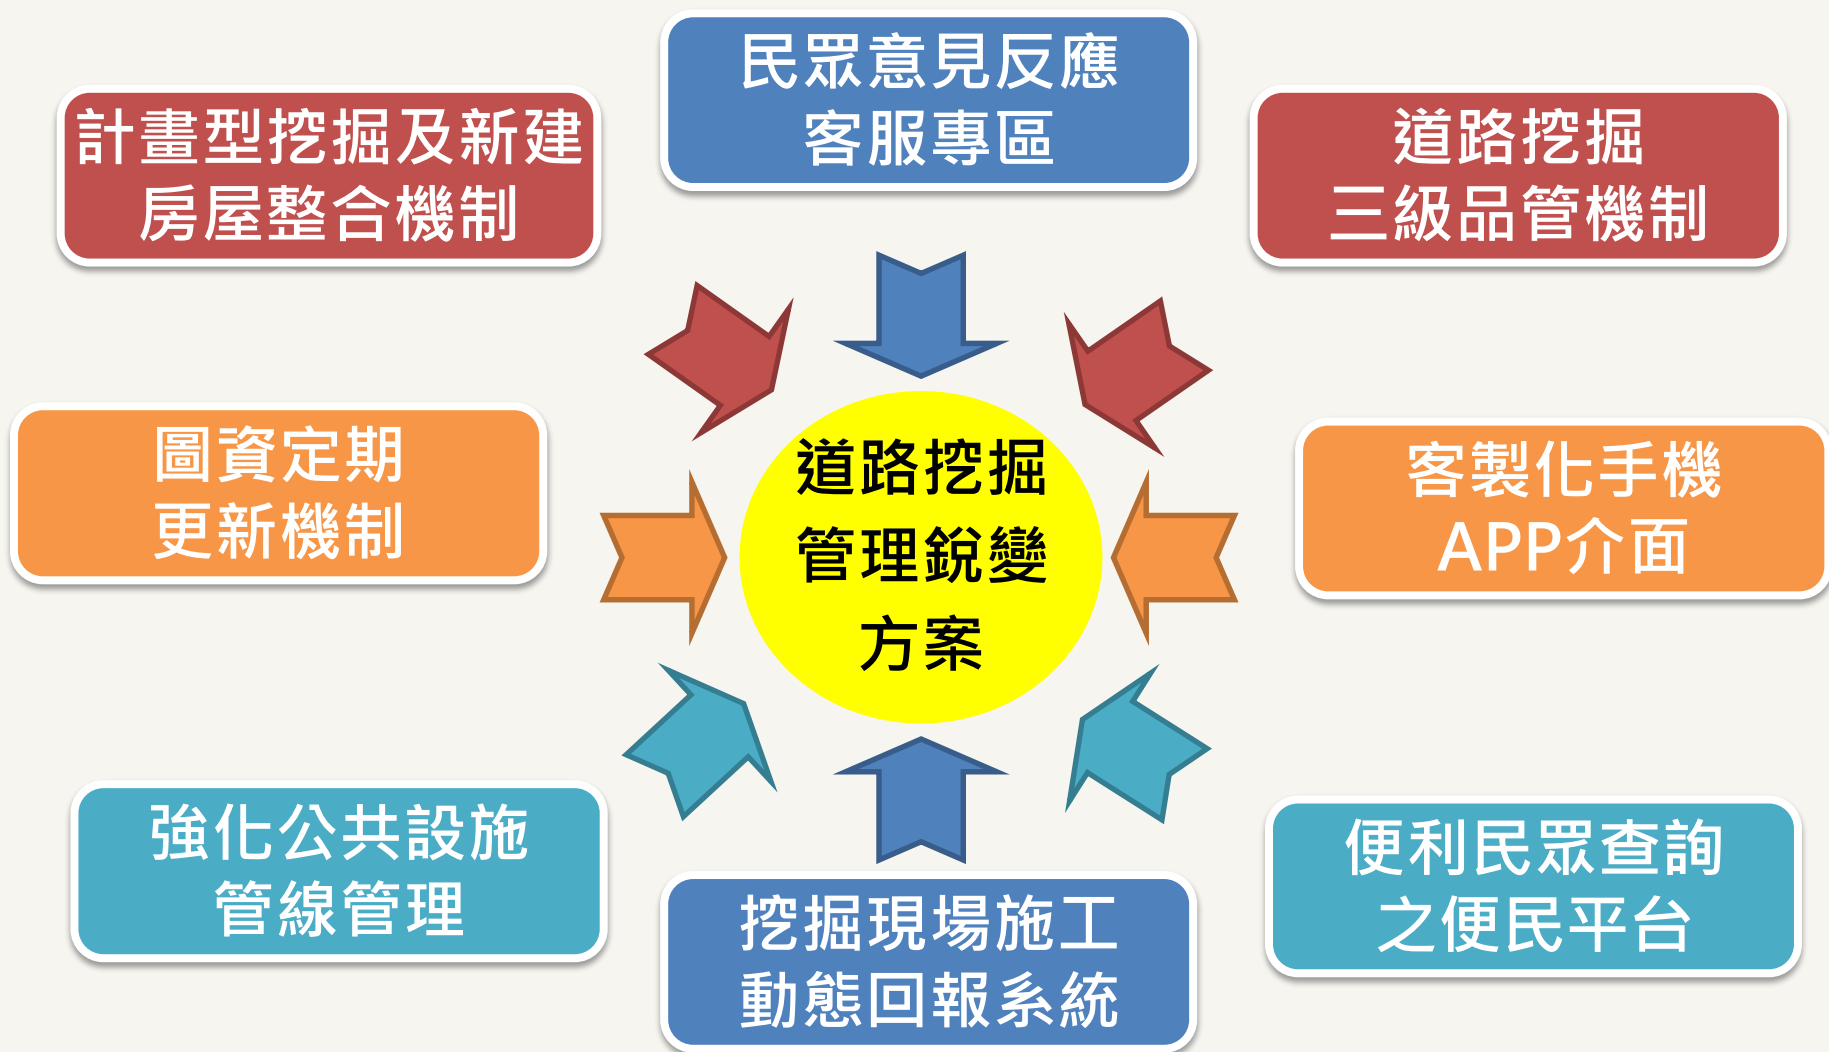 民眾意見反應
客服專區
計畫型挖掘及新建
房屋整合機制
道路挖掘
三級品管機制
圖資定期
更新機制
道路挖掘
管理銳變
方案
客製化手機
APP介面
強化公共設施
管線管理
挖掘現場施工
動態回報系統
便利民眾查詢
之便民平台